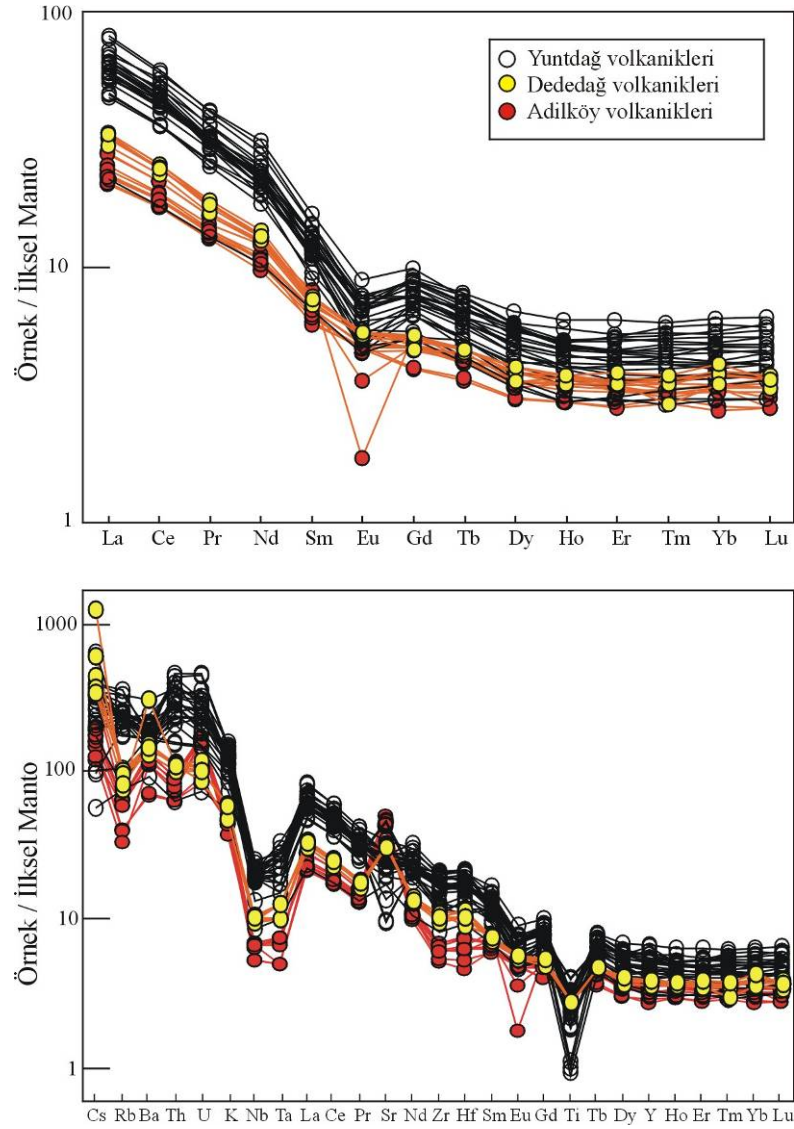 100
Yuntdağ volkanikleri
Dededağ volkanikleri
Adilköy volkanikleri
Örnek / İlksel Manto
10
1
La Ce Pr Nd Sm Eu Gd Tb Dy Ho Er Tm Yb Lu
1000
100
Örnek / İlksel Manto
10
1
Cs Rb Ba Th U K Nb Ta La Ce Pr Sr Nd Zr Hf Sm Eu Gd Ti Tb Dy Y Ho Er Tm Yb Lu